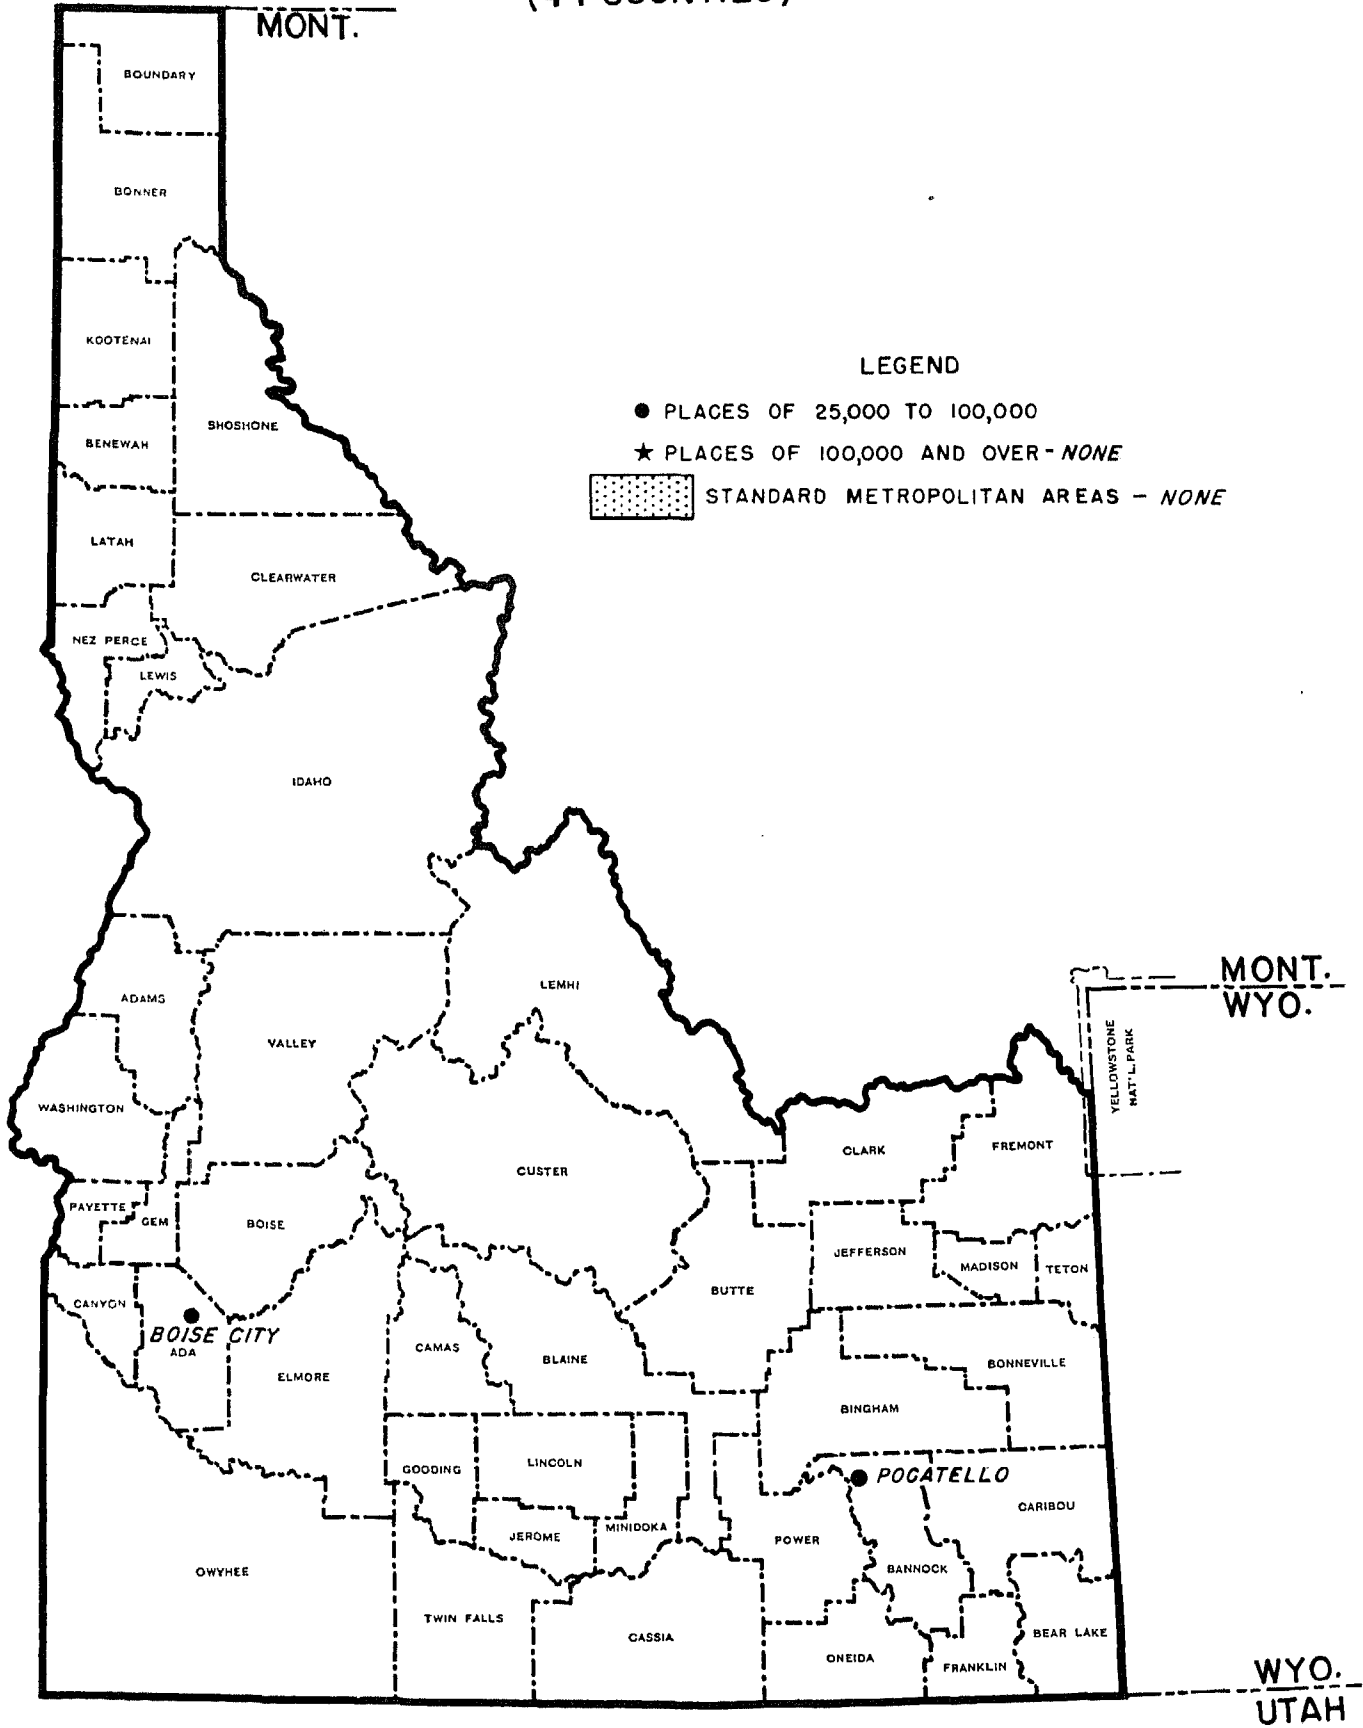 (44 COUNTIES)
MONT.
BOUNDARY
BONNER
KOOTENAI
BENEWAH
SHOSHONE
LATAH
CLEARWATER
NEZ PERCE
LEWIS
IDAHO
LEGEND
PLACES OF 25,000 TO 100,000
PLACES OF 100,000 AND OVER - NONE
STANDARD METROPOLITAN AREAS - NONE
MONT.
WYO.
YELLOWSTONE
NAT'L. PARK
ADAMS
LEMHI
VALLEY
WASHINGTON
CUSTER
CLARK
FREMONT
PAYETTE
GEM
BOISE
JEFFERSON
MADISON
TETON
BUTTE
CANYON
BOISE CITY
ADA
ELMORE
CAMAS
BLAINE
BONNEVILLE
BINGHAM
GOODING
LINCOLN
POCATELLO
CARIBOU
JEROME
MINIDOKA
POWER
BANNOCK
OWYHEE
TWIN FALLS
CASSIA
ONEIDA
FRANKLIN
BEAR LAKE
WYO.
UTAH